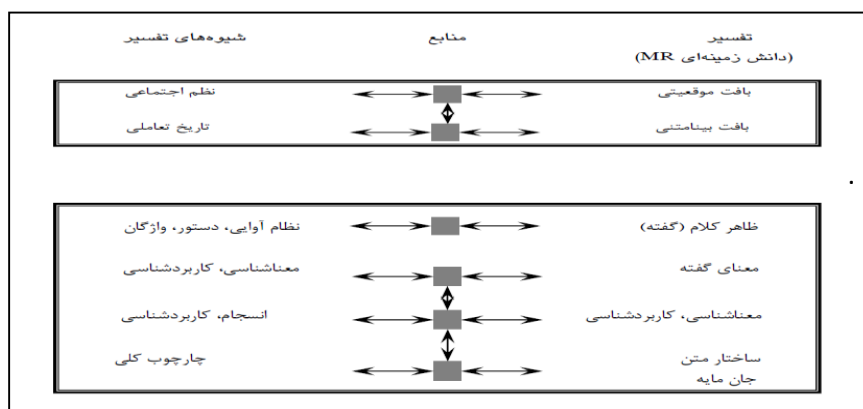 تفسیر منابع شیوه‌های تفسیر
(دانش زمینه‌ای MR)
بافت موقعیتی نظم اجتماعی
بافت بینامتنی تاریخ تعاملی
ظاهر کلام (گفته) نظام آوایی، دستور، واژگان
معنای گفته معناشناسی، کاربردشناسی
معناشناسی، کاربردشناسی انسجام، کاربردشناسی
ساختار متن چارچوب کلی
جان مایه